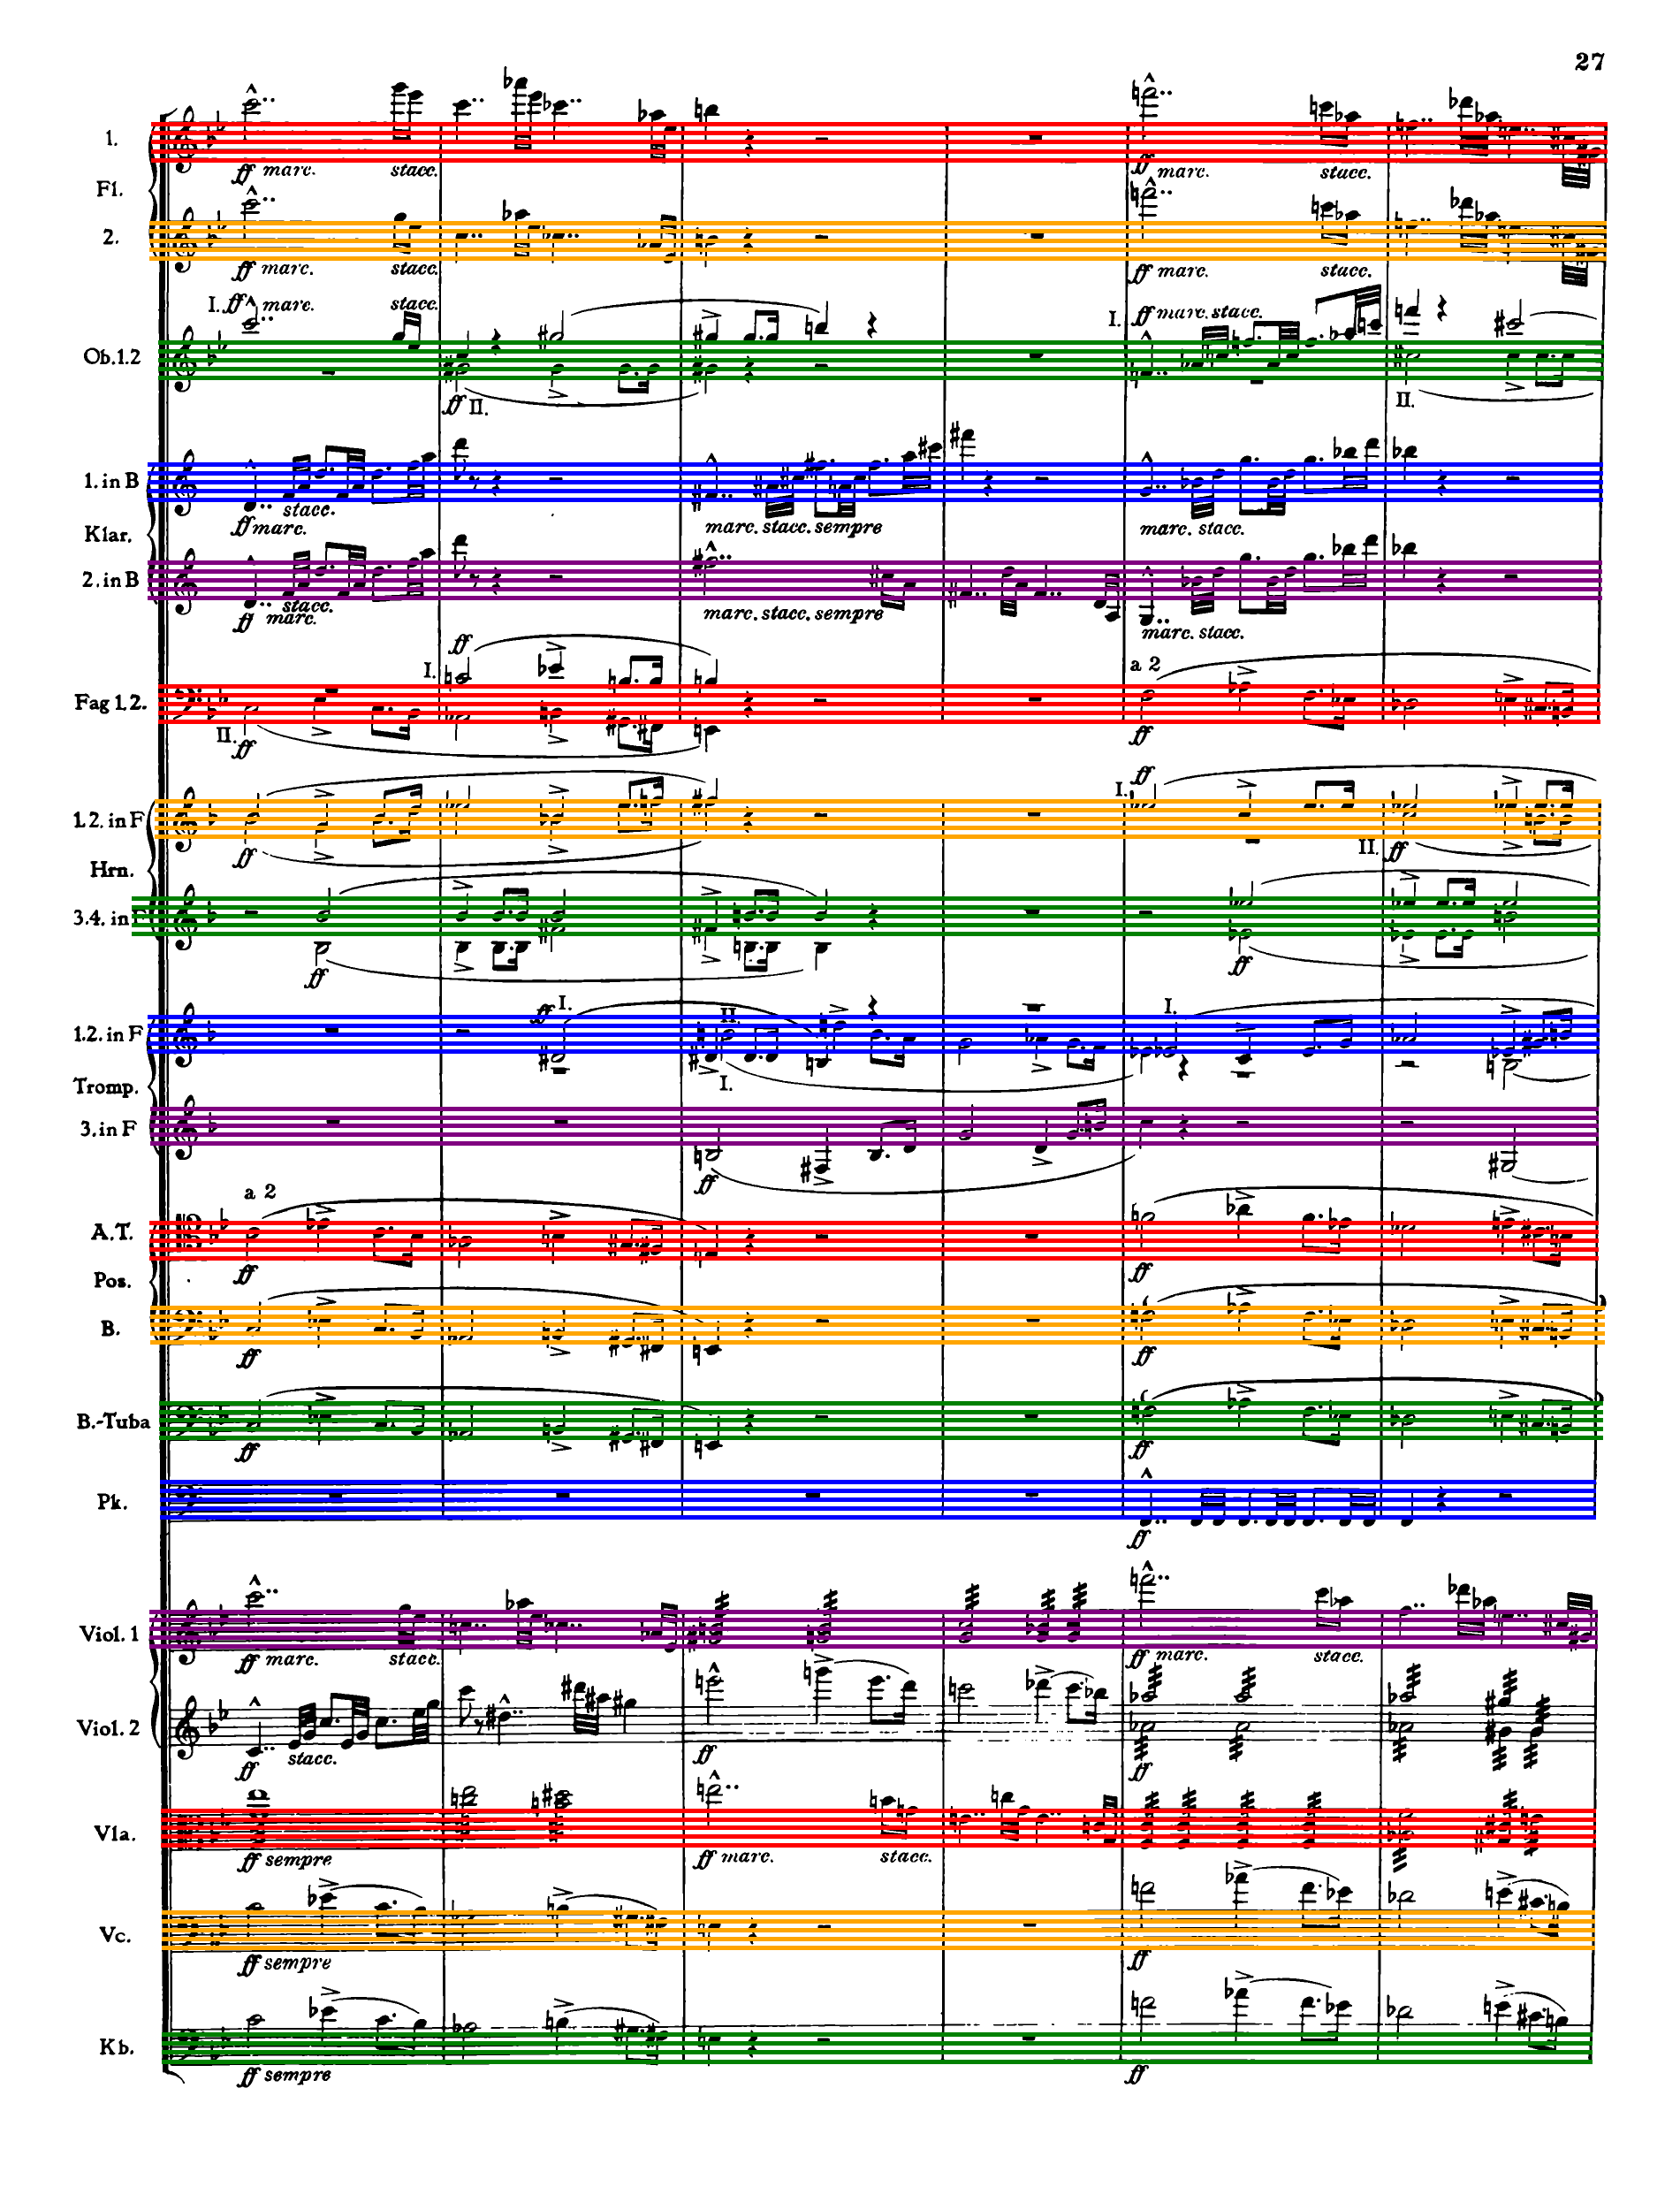 27
1.
ff marc. stacc. ff marc. stacc.
Fl.
2.
ff marc. stacc. ff marc. stacc.
I. ff marc. stacc. I. ff marc. stacc.
Ob.1.2
ff II. II.
1. in B
stacc.
ff marc. marc. stacc. sempre marc. stacc.
Klar.
2. in B
stacc.
ff marc. marc. stacc. sempre marc. stacc.
ff
I. a 2
Fag 1.2.
II. ff ff
ff
I.
1.2. in F
ff II. ff
Hrn.
3.4. in F
ff ff
ff I. II. I.
1.2. in F
I.
Tromp.
3. in F
ff
a 2
A.T.
ff ff
Pos.
B.
ff ff
B.-Tuba
ff ff
Pk.
ff
Viol. 1
ff marc. stacc. ff marc. stacc.
Viol. 2
stacc.
ff ff ff
Vla.
ff sempre ff marc. stacc.
Vc.
ff sempre ff
Kb.
ff sempre ff